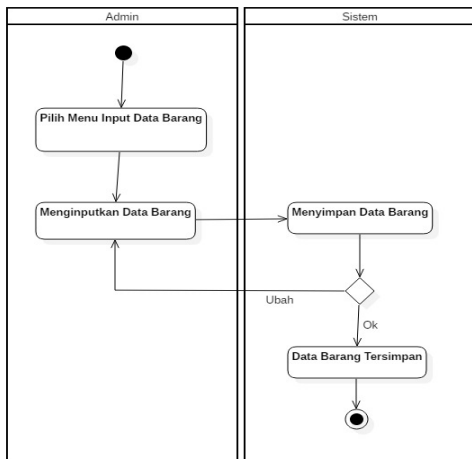 Admin
Sistem
Pilih Menu Input Data Barang
Menginputkan Data Barang
Menyimpan Data Barang
Ubah
Ok
Data Barang Tersimpan